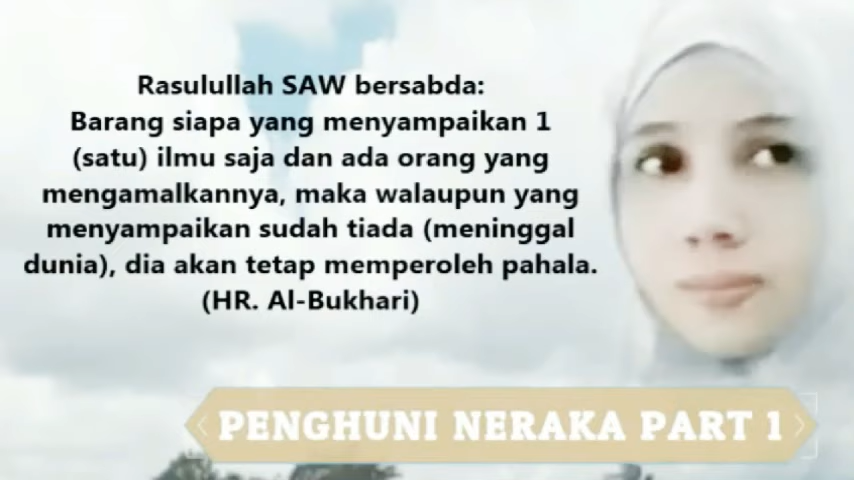 Rasulullah SAW bersabda:
Barang siapa yang menyampaikan 1
(satu) ilmu saja dan ada orang yang
mengamalkannya, maka walaupun yang
menyampaikan sudah tiada (meninggal
dunia), dia akan tetap memperoleh pahala.
(HR. Al-Bukhari)
PENGHUNI NERAKA PART 1